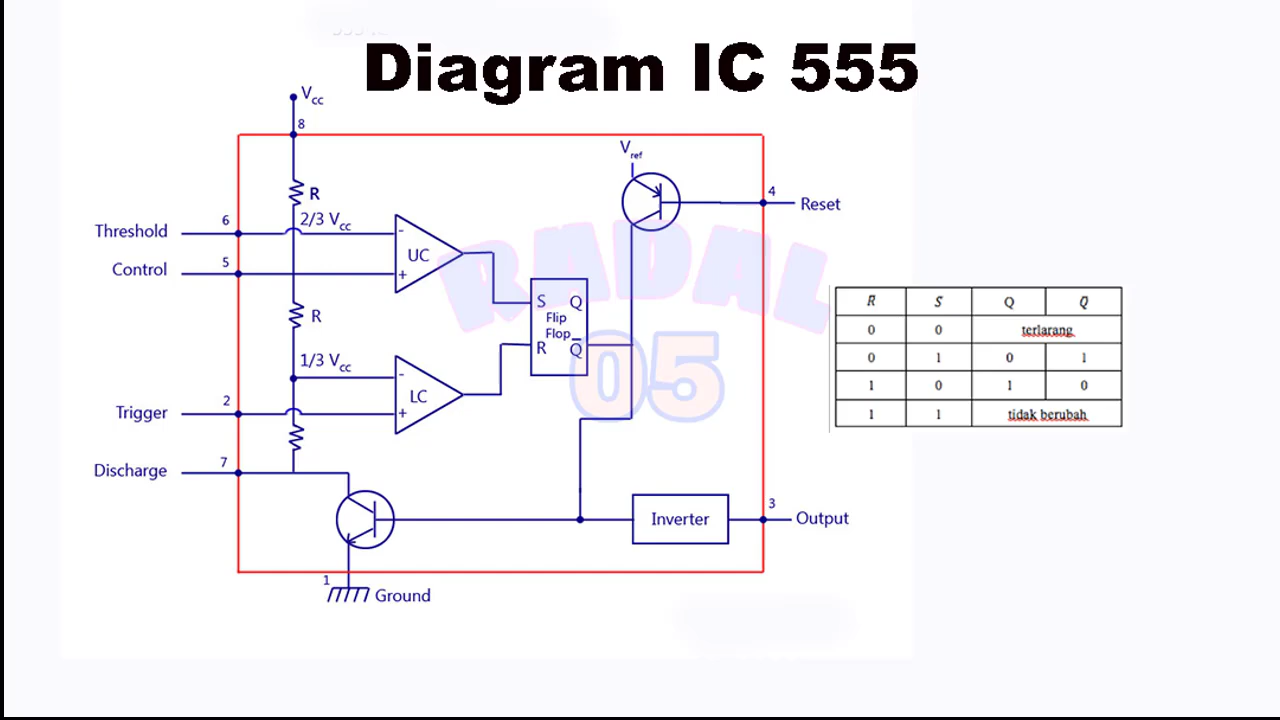 Diagram IC 555
Vcc
8
R
Vref
4
Reset
Threshold
6
2/3 Vcc
-
UC
+
Control
5
S Q
Flip
Flop
R Q̅
R
1/3 Vcc
-
LC
+
Trigger
2
Discharge
7
Inverter
3
Output
1
Ground
RADAL
05
R S Q Q̅
0 0 terlarang
0 1 0 1
1 0 1 0
1 1 tidak berubah